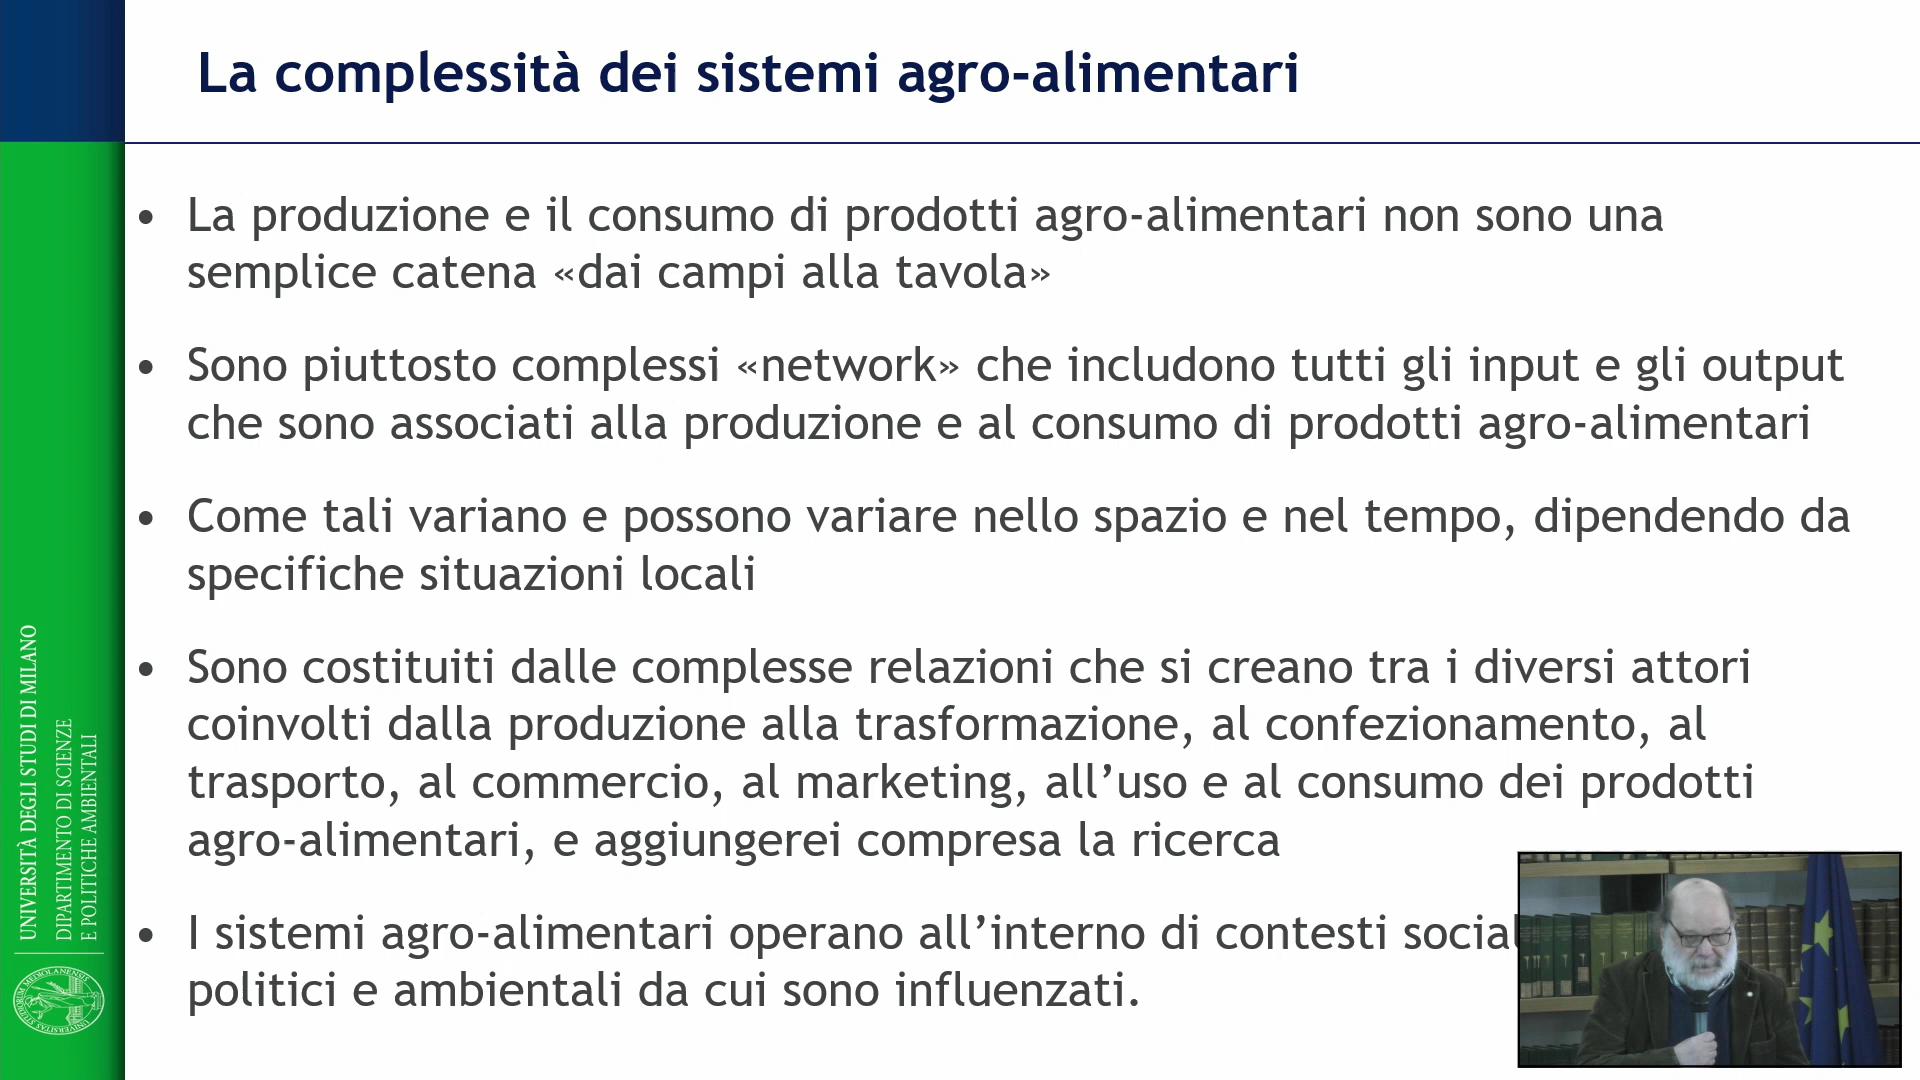 La complessità dei sistemi agro-alimentari
• La produzione e il consumo di prodotti agro-alimentari non sono una
semplice catena «dai campi alla tavola»
• Sono piuttosto complessi «network» che includono tutti gli input e gli output
che sono associati alla produzione e al consumo di prodotti agro-alimentari
• Come tali variano e possono variare nello spazio e nel tempo, dipendendo da
specifiche situazioni locali
• Sono costituiti dalle complesse relazioni che si creano tra i diversi attori
coinvolti dalla produzione alla trasformazione, al confezionamento, al
trasporto, al commercio, al marketing, all’uso e al consumo dei prodotti
agro-alimentari, e aggiungerei compresa la ricerca
• I sistemi agro-alimentari operano all’interno di contesti social
politici e ambientali da cui sono influenzati.
UNIVERSITÀ DEGLI STUDI DI MILANO
DIPARTIMENTO DI SCIENZE
E POLITICHE AMBIENTALI
UNIVERSITAS STUDIORUM MEDIOLANENSIS